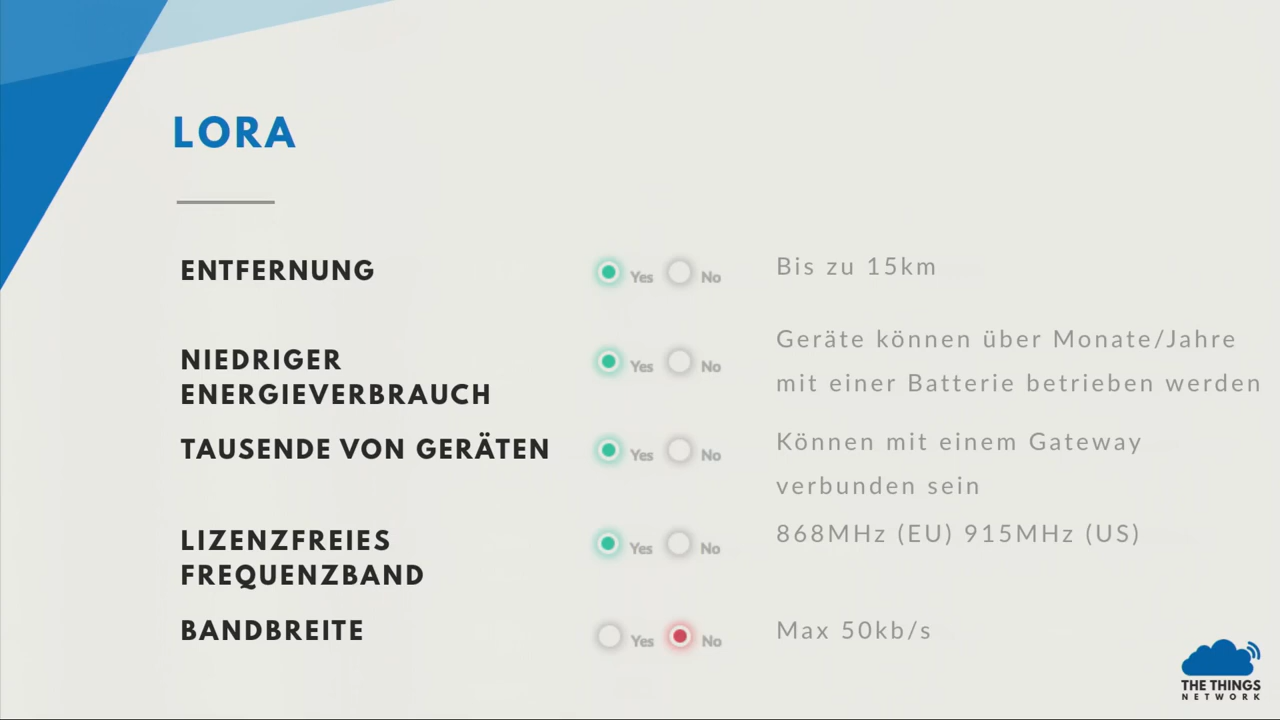 LORA
ENTFERNUNG
Yes No
Bis zu 15km
NIEDRIGER
ENERGIEVERBRAUCH
Yes No
Geräte können über Monate/Jahre
mit einer Batterie betrieben werden
TAUSENDE VON GERÄTEN
Yes No
Können mit einem Gateway
verbunden sein
LIZENZFREIES
FREQUENZBAND
Yes No
868MHz (EU) 915MHz (US)
BANDBREITE
Yes No
Max 50kb/s
THE THINGS
NETWORK